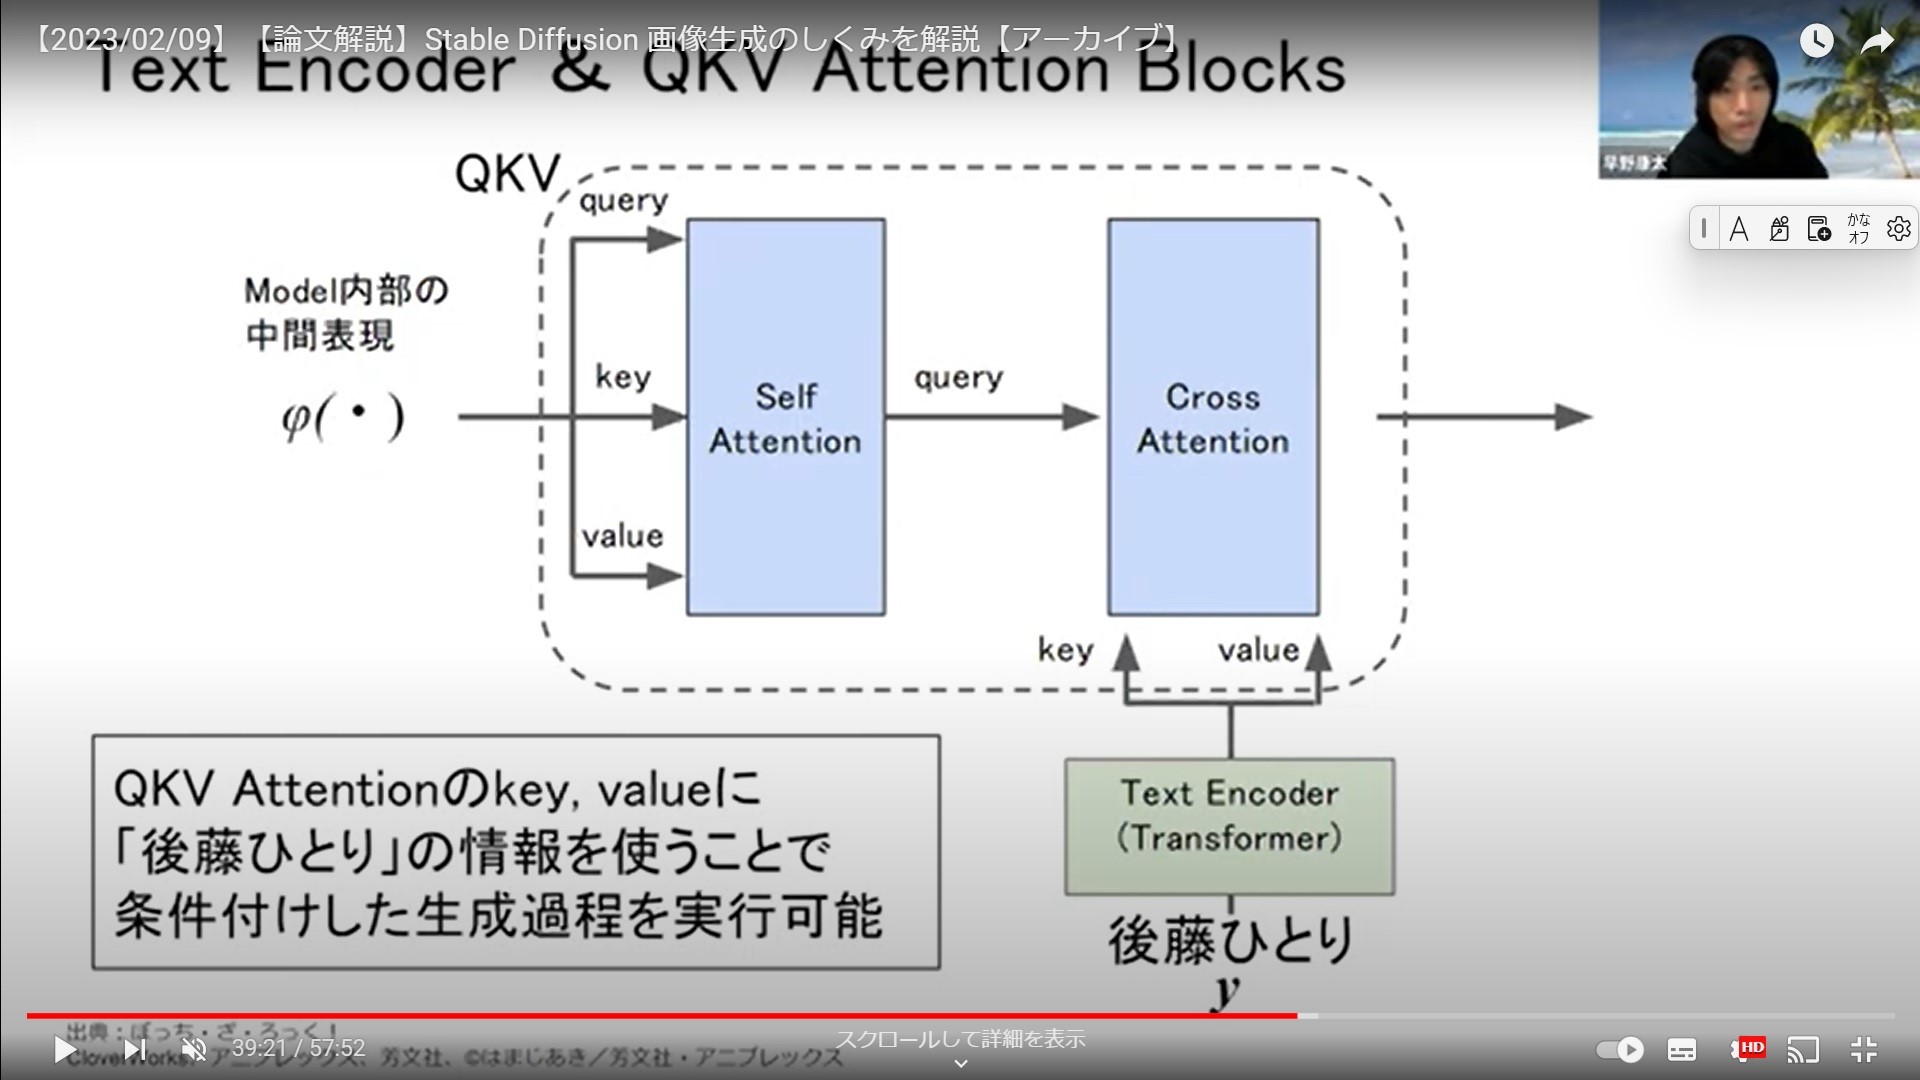 【2023/02/09】【論文解説】Stable Diffusion 画像生成のしくみを解説【アーカイブ】
Text Encoder & QKV Attention Blocks
早野康太
A
かな
オフ
QKV
query
Model内部の
中間表現
φ(・)
key
value
Self
Attention
query
Cross
Attention
key
value
QKV Attentionのkey, valueに
「後藤ひとり」の情報を使うことで
条件付けした生成過程を実行可能
Text Encoder
(Transformer)
後藤ひとり
y
出典：ぼっち・ざ・ろっく！
CloverWorks、アニプレックス、芳文社、©はまじあき／芳文社・アニプレックス
39:21 / 57:52
スクロールして詳細を表示
HD